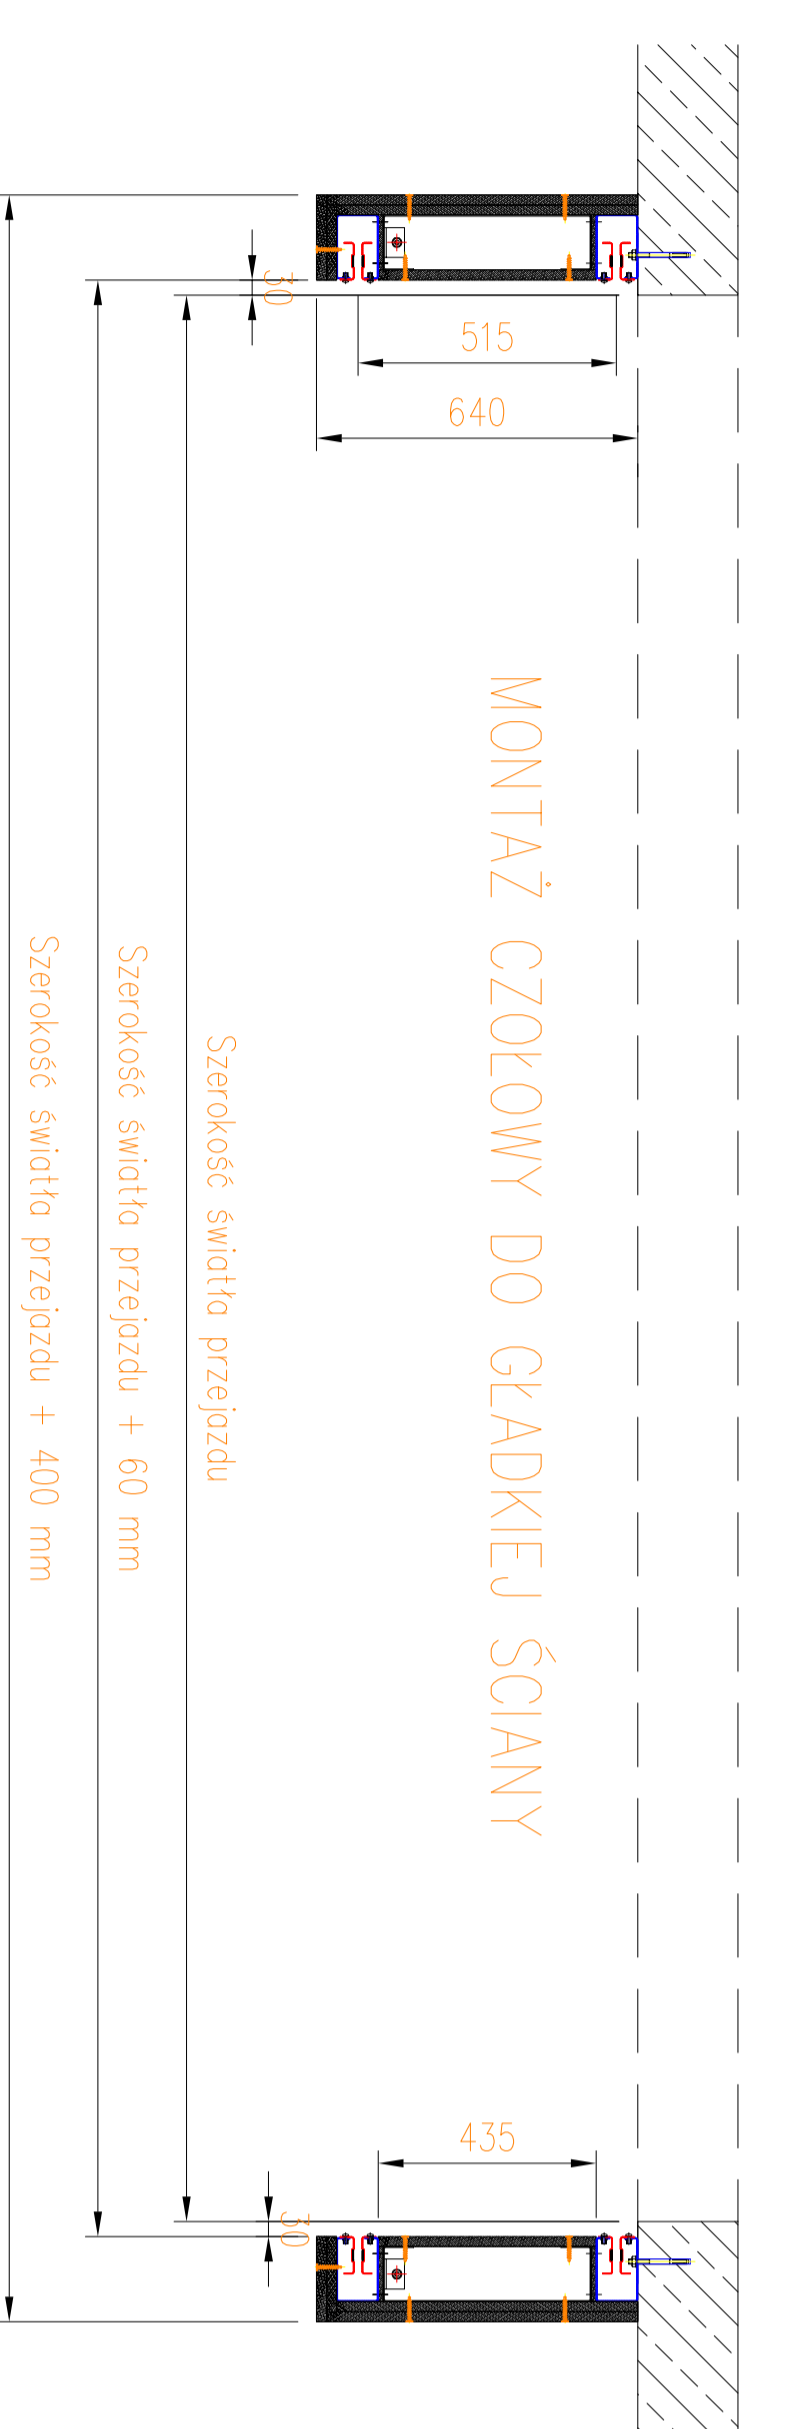 30
515
640
MONTAŻ CZOŁOWY DO GŁADKIEJ ŚCIANY
Szerokość światła przejazdu
Szerokość światła przejazdu + 60 mm
Szerokość światła przejazdu + 400 mm
435
30